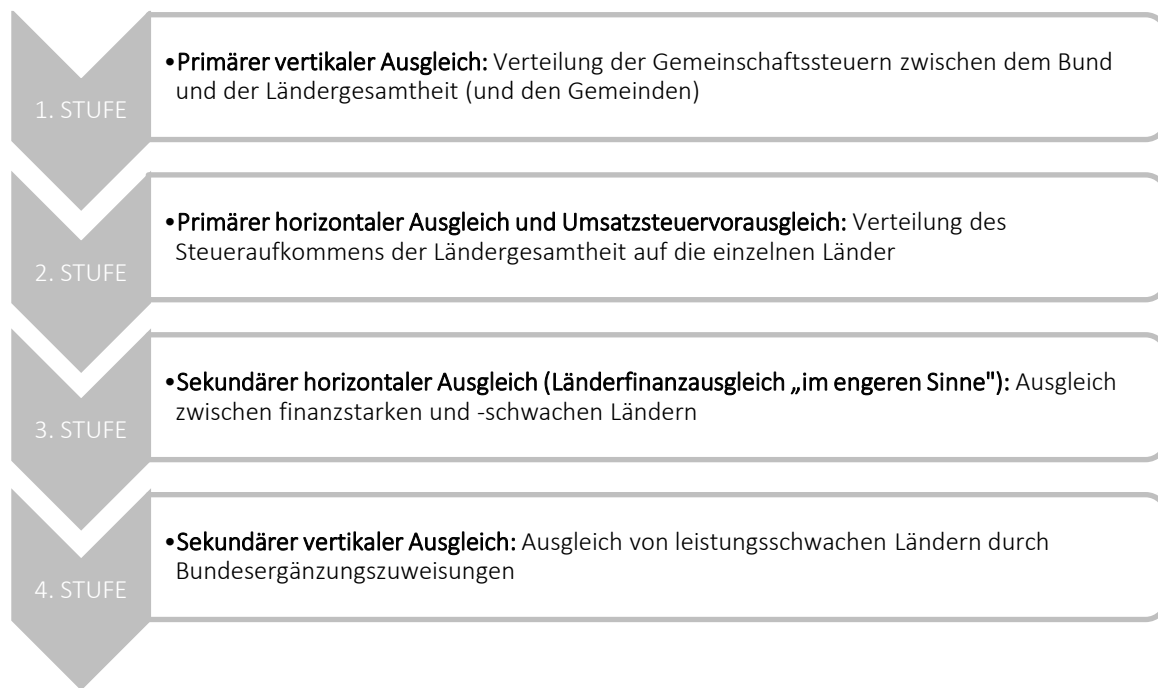 1. STUFE
•Primärer vertikaler Ausgleich: Verteilung der Gemeinschaftssteuern zwischen dem Bund
und der Ländergesamtheit (und den Gemeinden)
2. STUFE
•Primärer horizontaler Ausgleich und Umsatzsteuervorausgleich: Verteilung des
Steueraufkommens der Ländergesamtheit auf die einzelnen Länder
3. STUFE
•Sekundärer horizontaler Ausgleich (Länderfinanzausgleich „im engeren Sinne"): Ausgleich
zwischen finanzstarken und -schwachen Ländern
4. STUFE
•Sekundärer vertikaler Ausgleich: Ausgleich von leistungsschwachen Ländern durch
Bundesergänzungszuweisungen